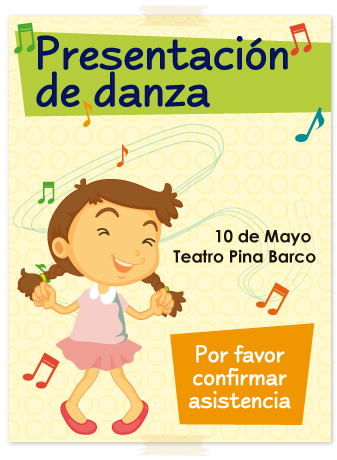 Presentación
de danza
10 de Mayo
Teatro Pina Barco
Por favor
confirmar
asistencia